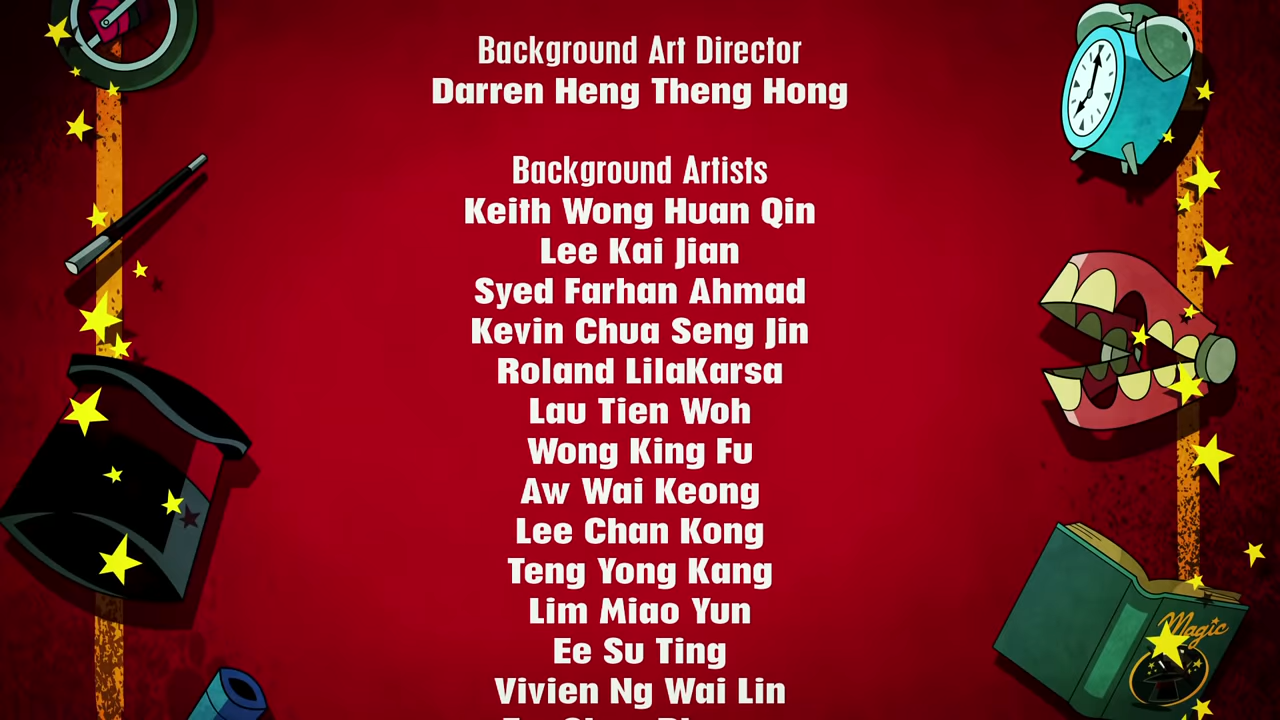 Background Art Director
Darren Heng Theng Hong
Background Artists
Keith Wong Huan Qin
Lee Kai Jian
Syed Farhan Ahmad
Kevin Chua Seng Jin
Roland LilaKarsa
Lau Tien Woh
Wong King Fu
Aw Wai Keong
Lee Chan Kong
Teng Yong Kang
Lim Miao Yun
Ee Su Ting
Vivien Ng Wai Lin
Magic